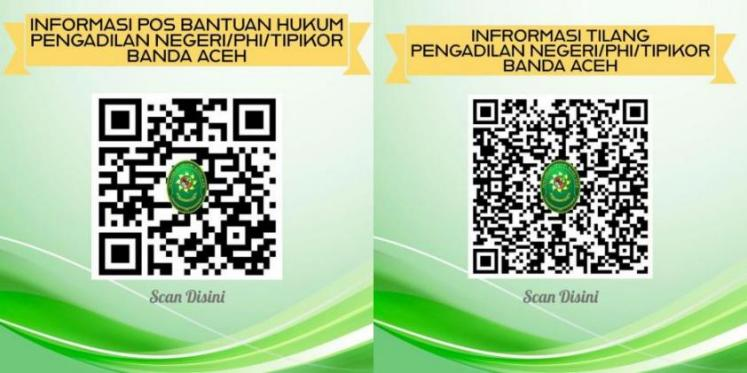 INFORMASI POS BANTUAN HUKUM
PENGADILAN NEGERI/PHI/TIPIKOR
BANDA ACEH
Scan Disini
INFRORMASI TILANG
PENGADILAN NEGERI/PHI/TIPIKOR
BANDA ACEH
Scan Disini